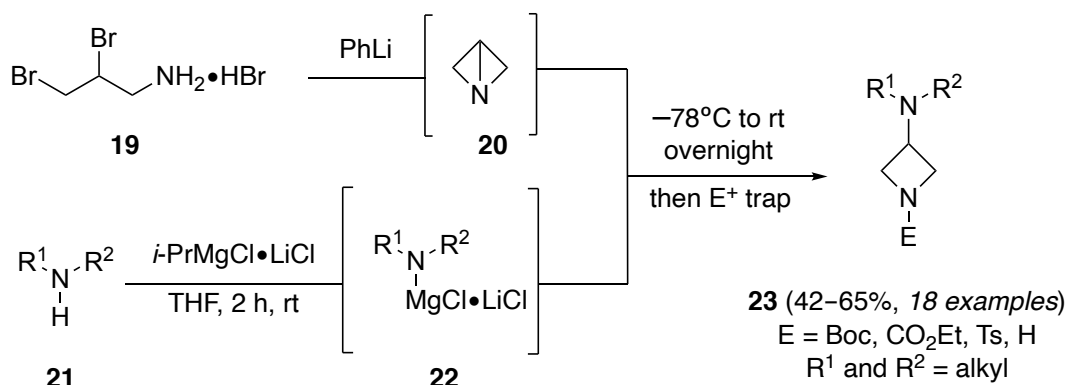 Br
Br
NH₂•HBr
19
PhLi
N
20
R¹
R²
N
H
21
i-PrMgCl•LiCl
THF, 2 h, rt
R¹
R²
N
MgCl•LiCl
22
–78ºC to rt
overnight
then E⁺ trap
R¹
R²
N
N
E
23 (42–65%, 18 examples)
E = Boc, CO₂Et, Ts, H
R¹ and R² = alkyl